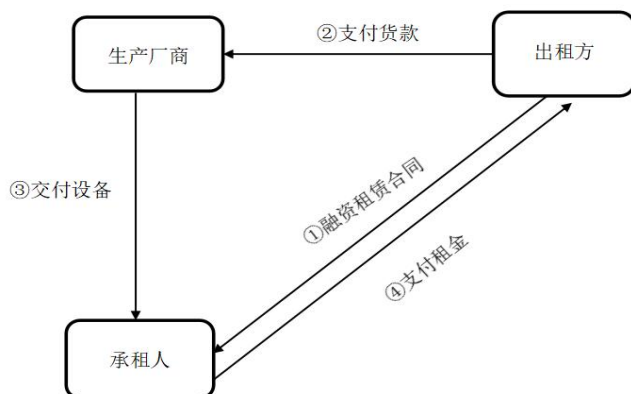 ②支付货款
生产厂商
出租方
③交付设备
①融资租赁合同
④支付租金
承租人